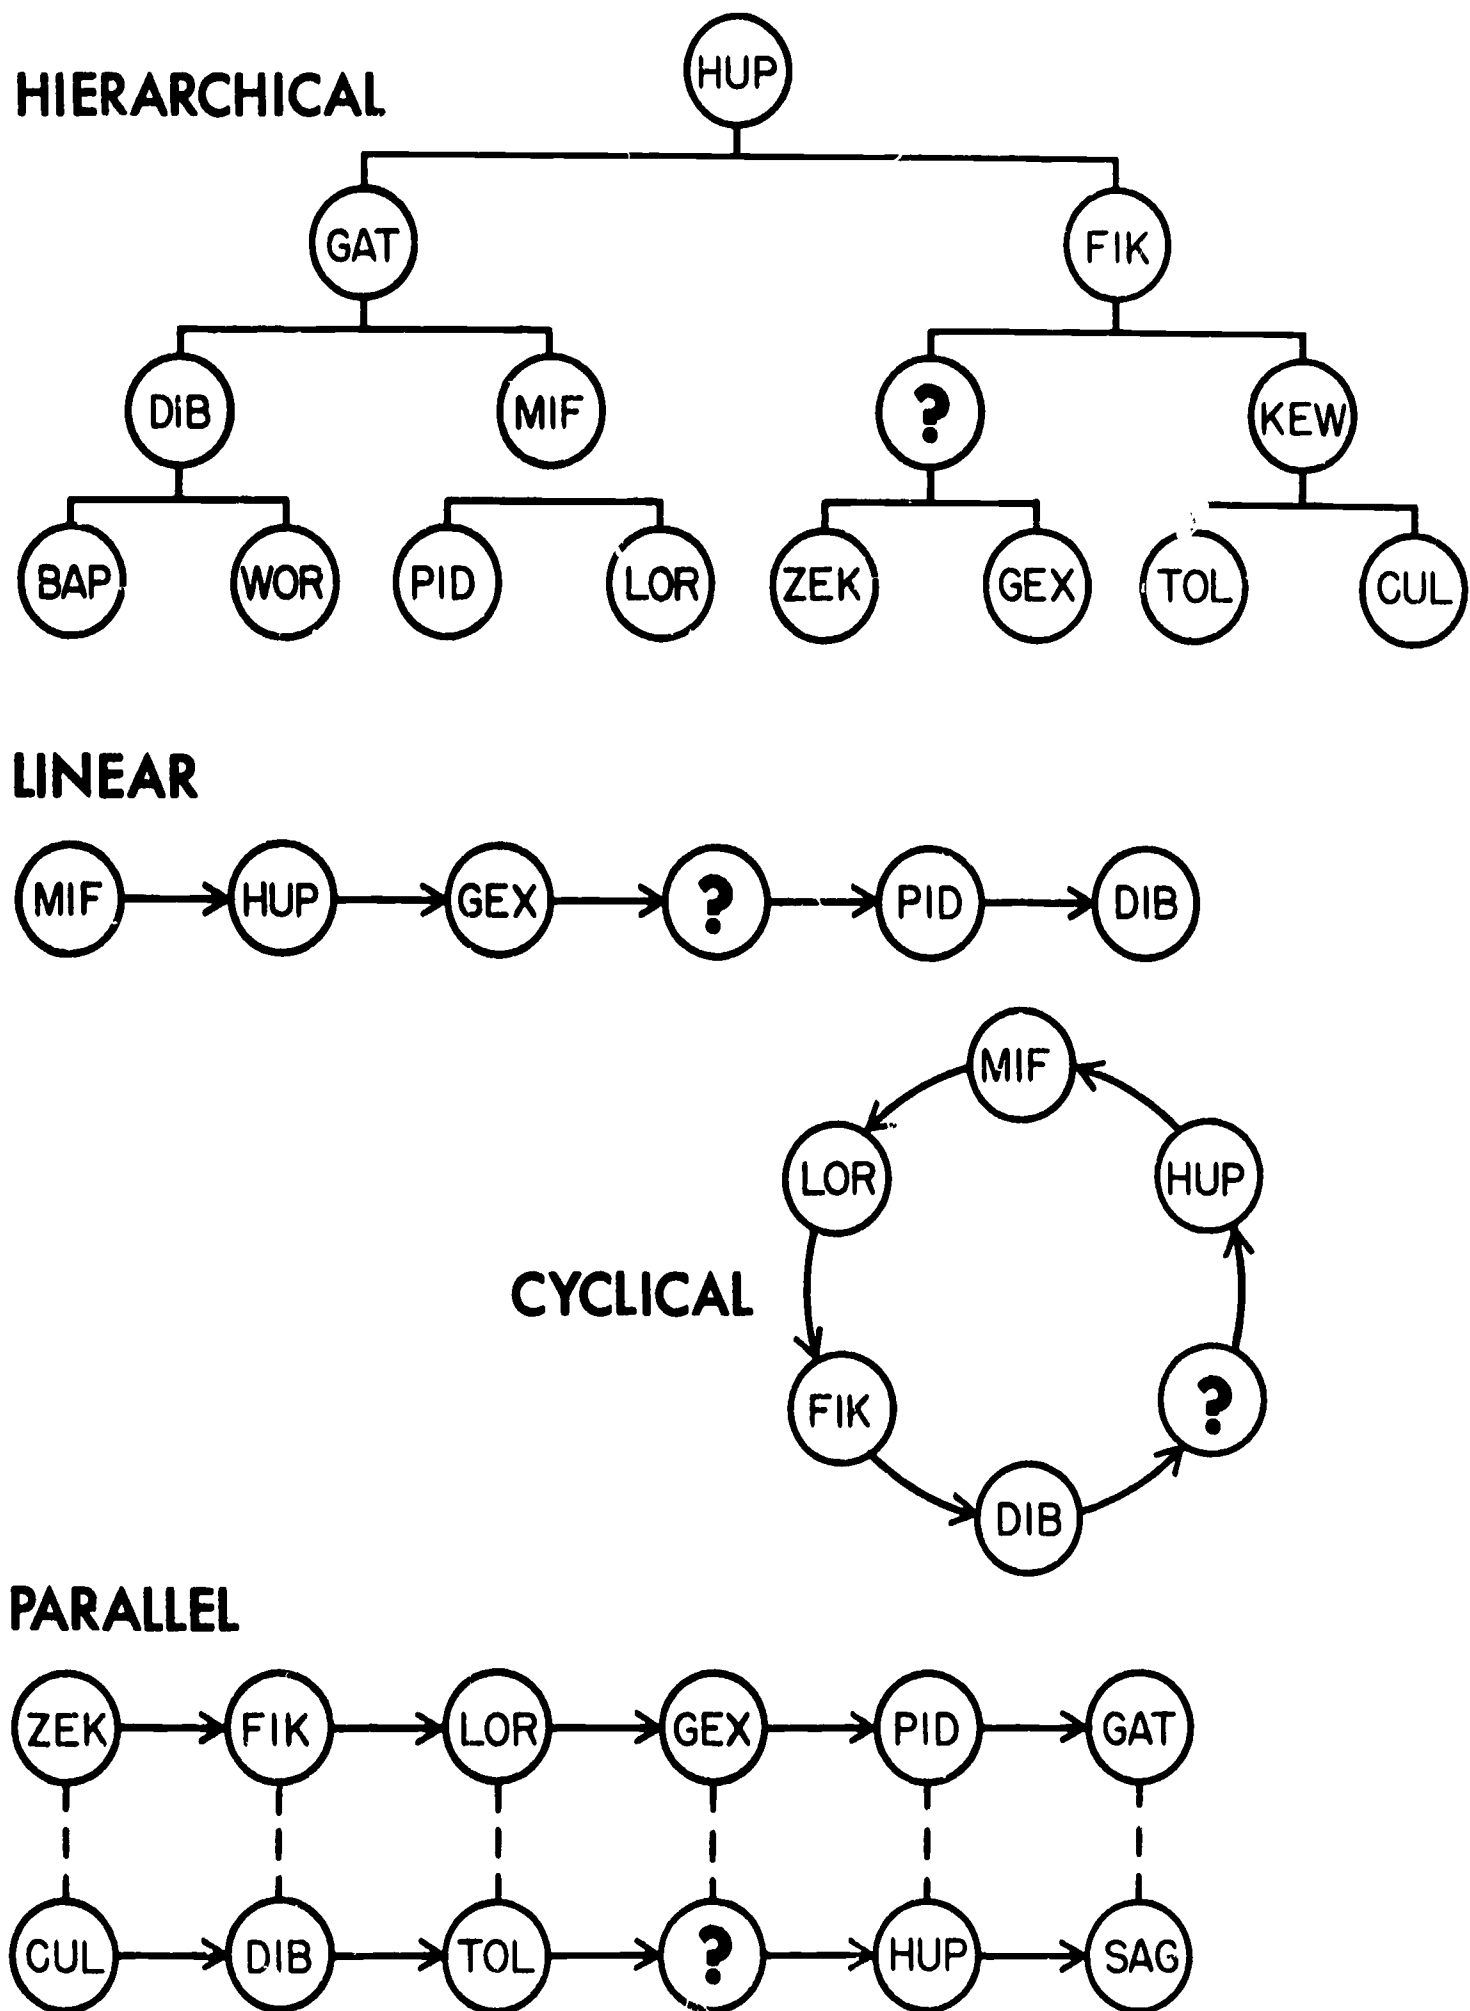 HUP
HIERARCHICAL
GAT FIK
DIB MIF ? KEW
BAP WOR PID LOR ZEK GEX TOL CUL
LINEAR
MIF HUP GEX ? PID DIB
MIF
LOR HUP
CYCLICAL
FIK ?
DIB
PARALLEL
ZEK FIK LOR GEX PID GAT
CUL DIB TOL ? HUP SAG